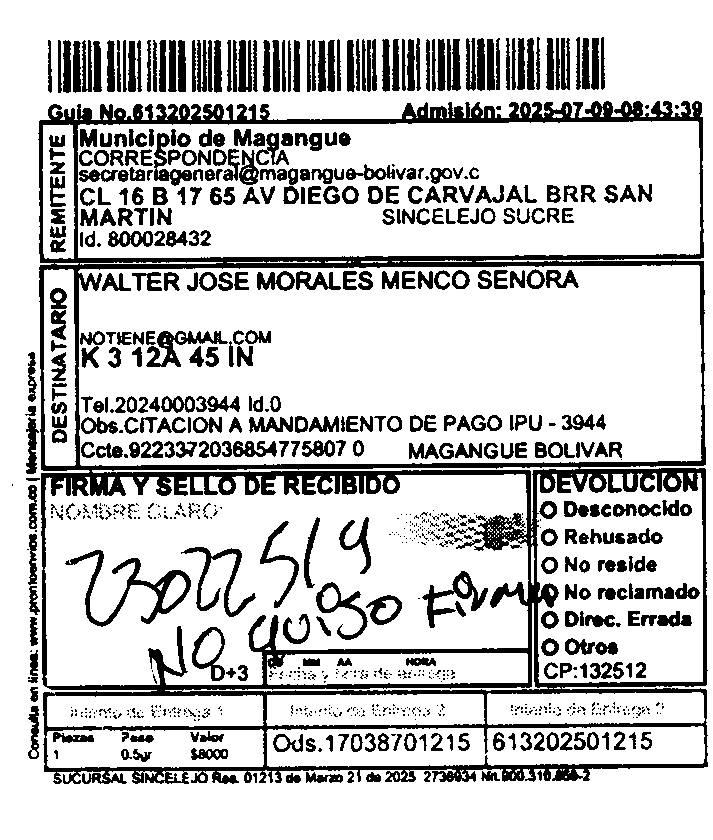 Guia No.613202501215 Admisión: 2025-07-09-08:43:39
REMITENTE
Municipio de Magangue
CORRESPONDENCIA
secretariageneral@magangue-bolivar.gov.c
CL 16 B 17 65 AV DIEGO DE CARVAJAL BRR SAN
MARTIN SINCELEJO SUCRE
Id. 800028432
DESTINATARIO
WALTER JOSE MORALES MENCO SENORA
NOTIENE@GMAIL.COM
K 3 12A 45 IN
Tel.20240003944 Id.0
Obs.CITACION A MANDAMIENTO DE PAGO IPU - 3944
Ccte.9223372036854775807 0 MAGANGUE BOLIVAR
Consulta en línea: www.prontoenvios.com.co | Mensajería expresa
FIRMA Y SELLO DE RECIBIDO
NOMBRE CLARO:
23022519
NO quiso Firmar
D+3
DD MM AA HORA
Fecha y hora de entrega
DEVOLUCION
Desconocido
Rehusado
No reside
No reclamado
Direc. Errada
Otros
CP:132512
Intento de Entrega 1 Intento de Entrega 2 Intento de Entrega 3
Piezas Peso Valor
1 0.5gr $8000
Ods.17038701215 613202501215
SUCURSAL SINCELEJO Res. 01213 de Marzo 21 de 2025 2736934